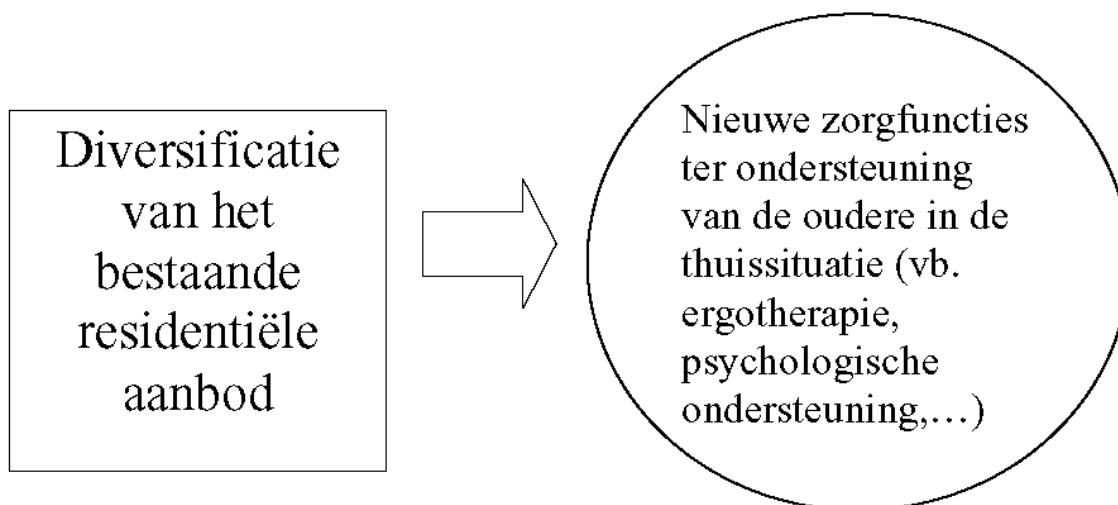 Diversificatie
van het
bestaande
residentiële
aanbod
Nieuwe zorgfuncties
ter ondersteuning
van de oudere in de
thuissituatie (vb.
ergotherapie,
psychologische
ondersteuning,…)